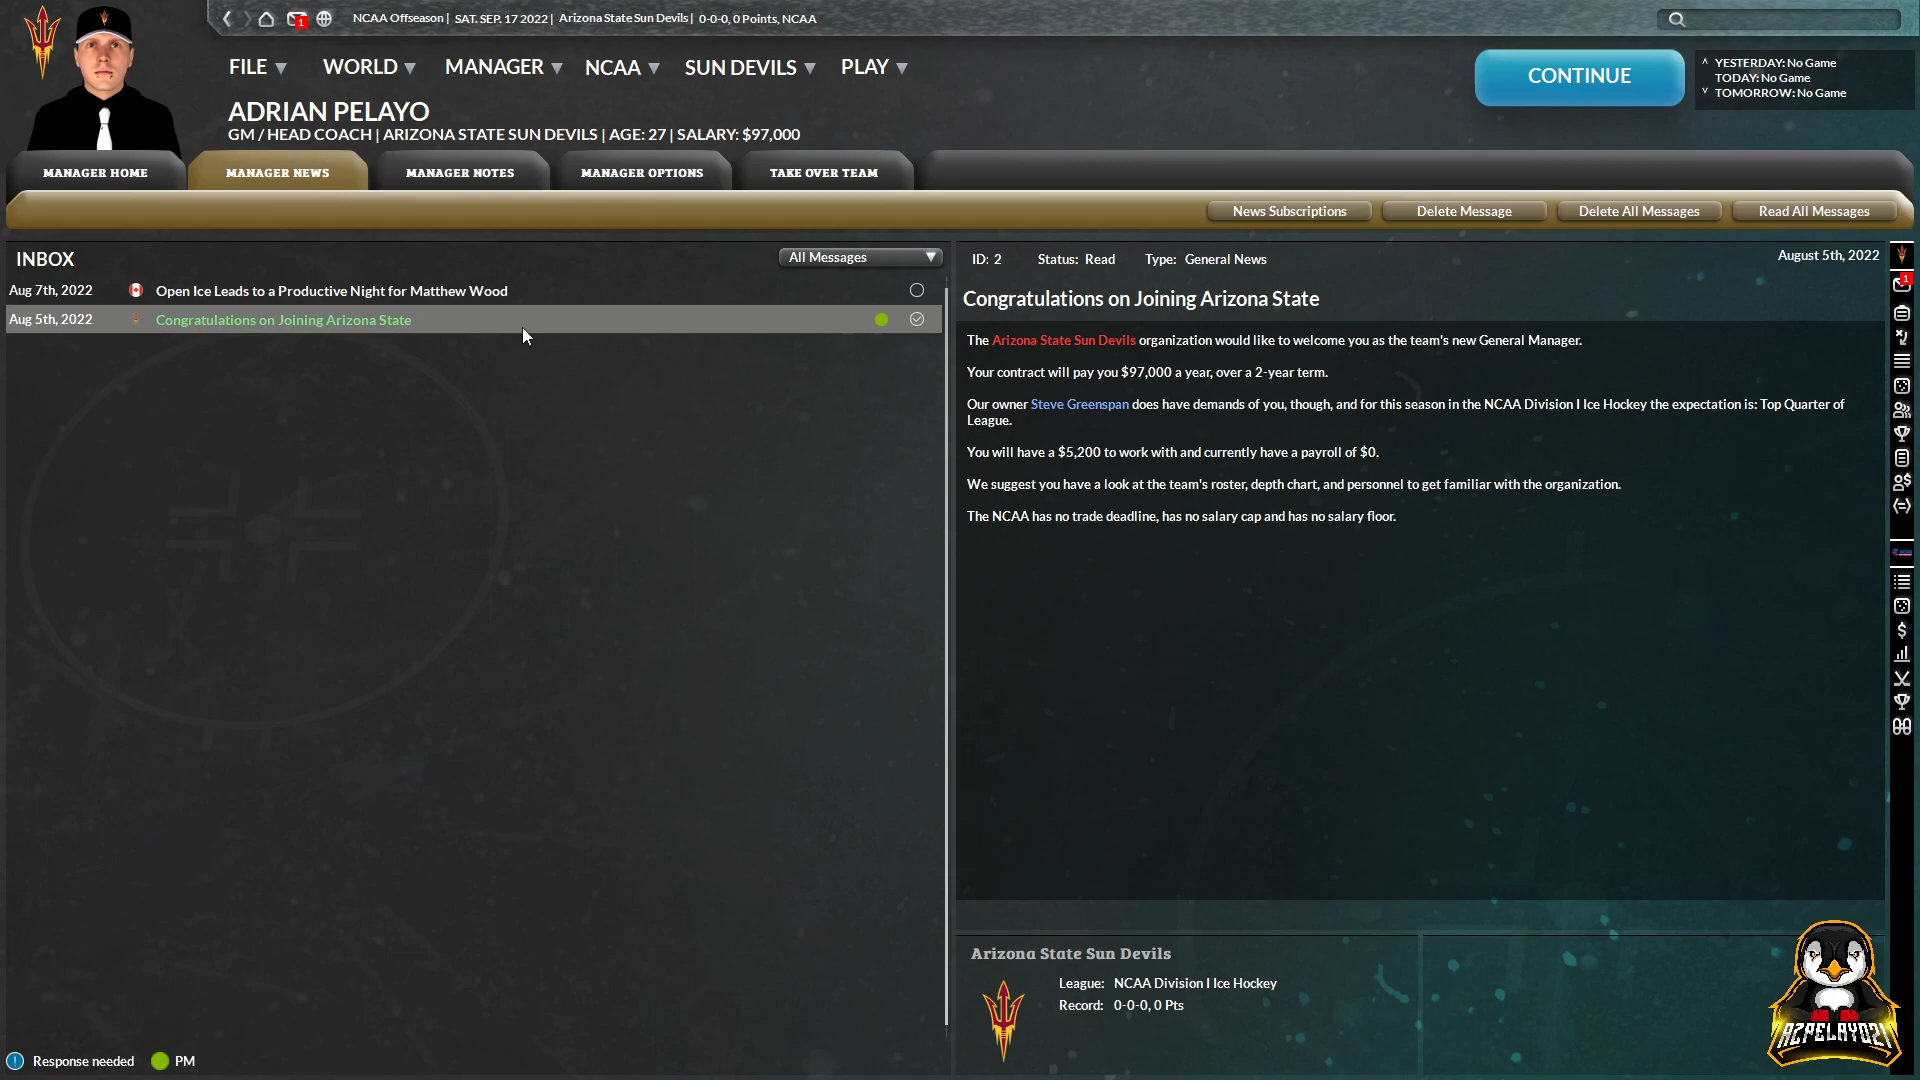 1
NCAA Offseason | SAT. SEP. 17 2022 | Arizona State Sun Devils | 0-0-0, 0 Points, NCAA
FILE WORLD MANAGER NCAA SUN DEVILS PLAY
CONTINUE
YESTERDAY: No Game
TODAY: No Game
TOMORROW: No Game
ADRIAN PELAYO
GM / HEAD COACH | ARIZONA STATE SUN DEVILS | AGE: 27 | SALARY: $97,000
MANAGER HOME MANAGER NEWS MANAGER NOTES MANAGER OPTIONS TAKE OVER TEAM
News Subscriptions Delete Message Delete All Messages Read All Messages
INBOX
All Messages
Aug 7th, 2022 Open Ice Leads to a Productive Night for Matthew Wood
Aug 5th, 2022 Congratulations on Joining Arizona State
Response needed PM
ID: 2 Status: Read Type: General News August 5th, 2022
Congratulations on Joining Arizona State
The Arizona State Sun Devils organization would like to welcome you as the team's new General Manager.
Your contract will pay you $97,000 a year, over a 2-year term.
Our owner Steve Greenspan does have demands of you, though, and for this season in the NCAA Division I Ice Hockey the expectation is: Top Quarter of
League.
You will have a $5,200 to work with and currently have a payroll of $0.
We suggest you have a look at the team's roster, depth chart, and personnel to get familiar with the organization.
The NCAA has no trade deadline, has no salary cap and has no salary floor.
Arizona State Sun Devils
League: NCAA Division I Ice Hockey
Record: 0-0-0, 0 Pts
1
AZPELAYO21